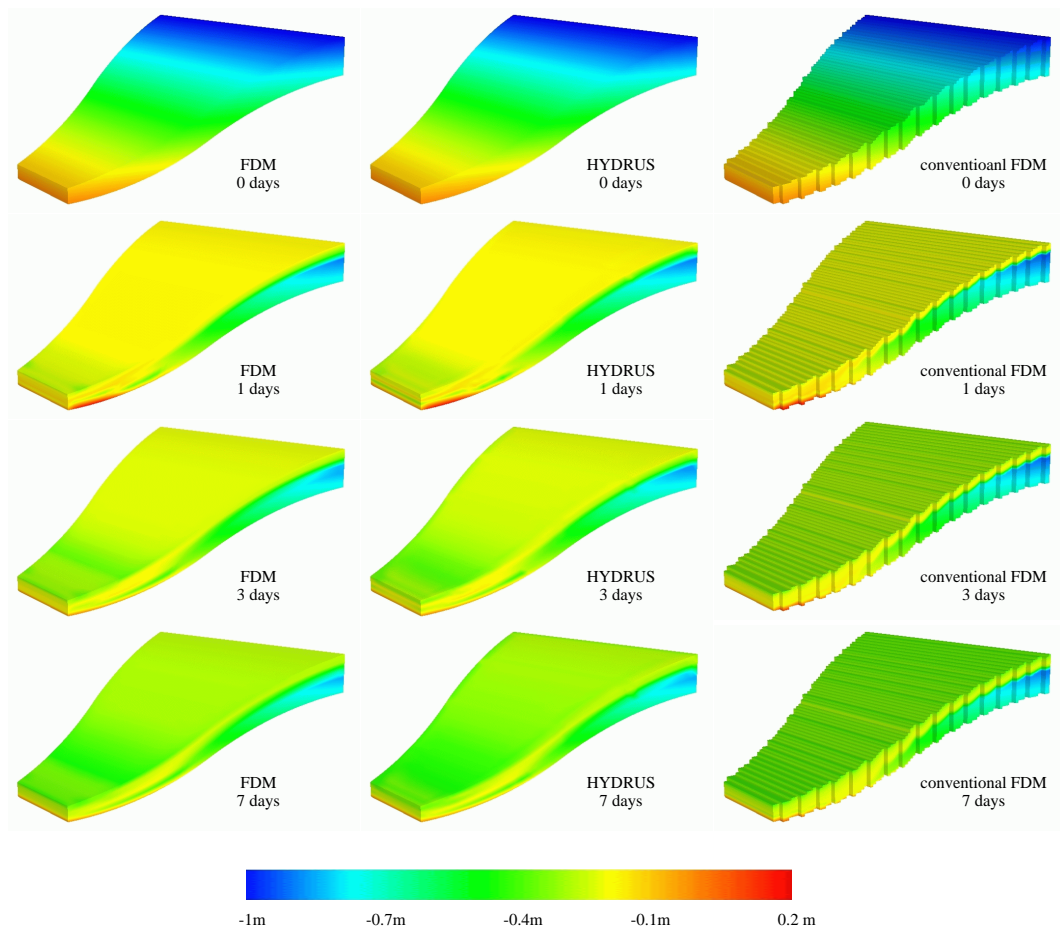 FDM
0 days
HYDRUS
0 days
conventioanl FDM
0 days
FDM
1 days
HYDRUS
1 days
conventional FDM
1 days
FDM
3 days
HYDRUS
3 days
conventional FDM
3 days
FDM
7 days
HYDRUS
7 days
conventional FDM
7 days
-1m
-0.7m
-0.4m
-0.1m
0.2 m